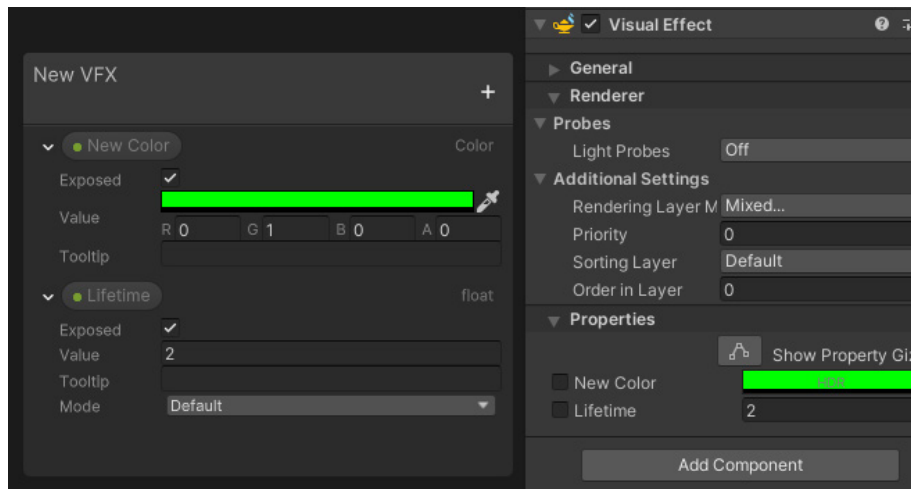 New VFX
+
New Color Color
Exposed
Value
R 0 G 1 B 0 A 0
Tooltip
Lifetime float
Exposed
Value 2
Tooltip
Mode Default
Visual Effect
General
Renderer
Probes
Light Probes Off
Additional Settings
Rendering Layer M Mixed...
Priority 0
Sorting Layer Default
Order in Layer 0
Properties
Show Property Giz
New Color HDR
Lifetime 2
Add Component